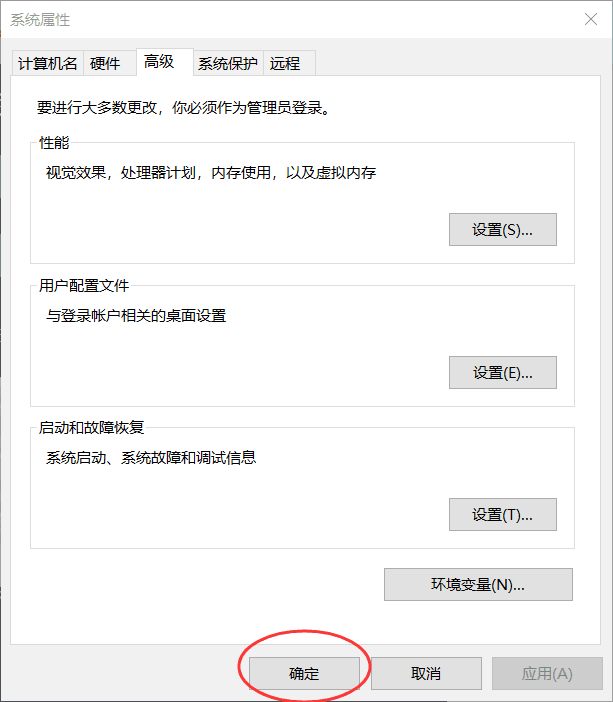 系统属性
计算机名 硬件 高级 系统保护 远程
要进行大多数更改，你必须作为管理员登录。
性能
视觉效果，处理器计划，内存使用，以及虚拟内存
设置(S)...
用户配置文件
与登录帐户相关的桌面设置
设置(E)...
启动和故障恢复
系统启动、系统故障和调试信息
设置(T)...
环境变量(N)...
确定 取消 应用(A)